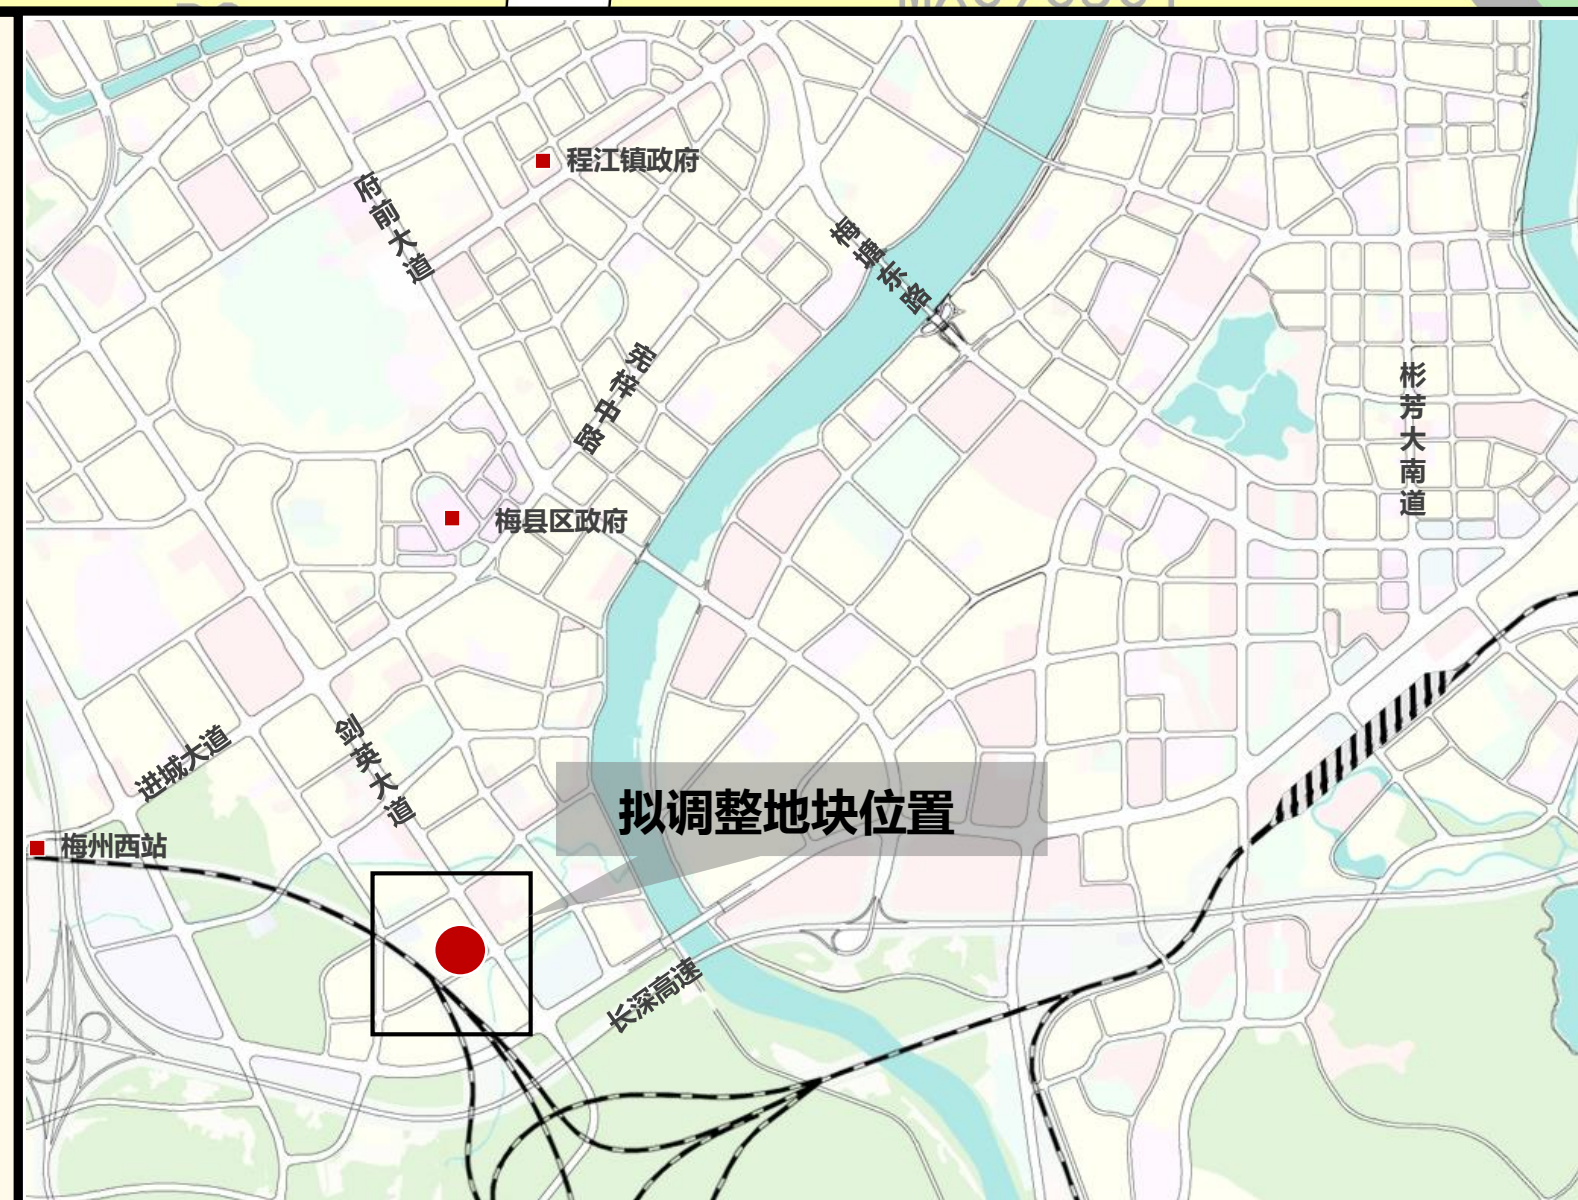 程江镇政府
府前大道
梅塘东路
宪梓中路
彬芳大南道
梅县区政府
剑英大道
进城大道
拟调整地块位置
梅州西站
长深高速